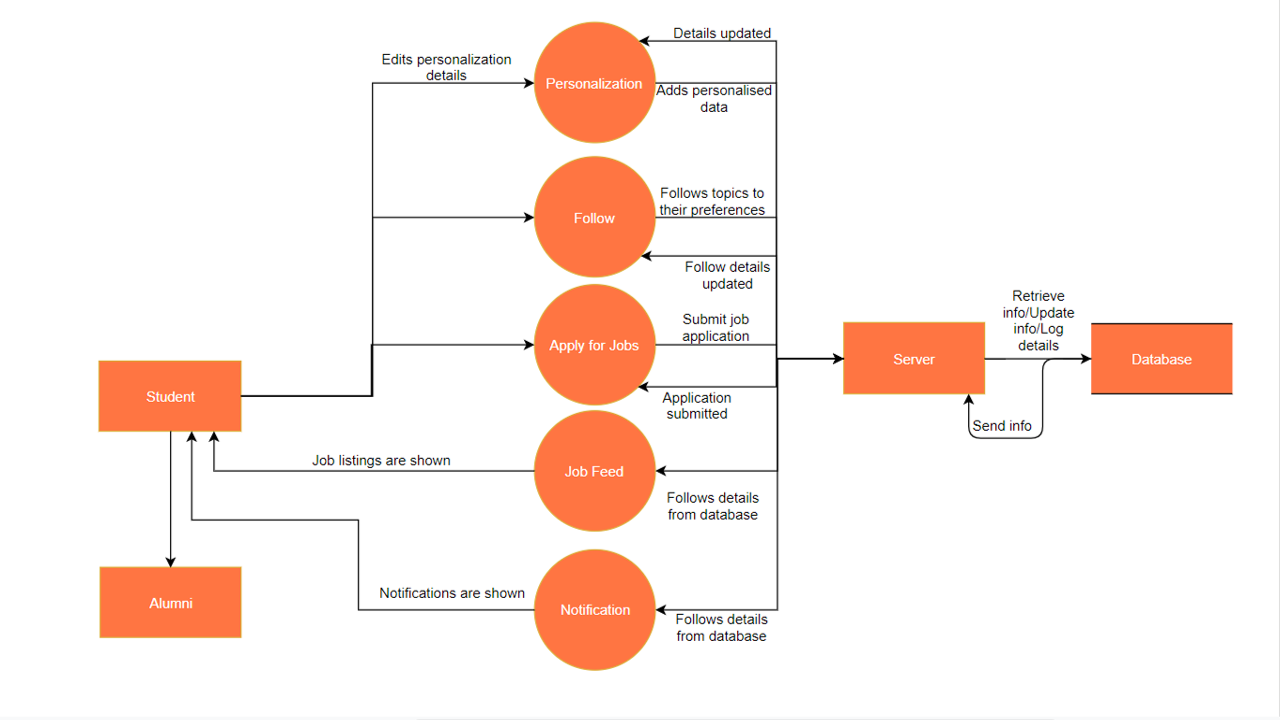 Details updated
Edits personalization
details
Personalization
Adds personalised
data
Follows topics to
their preferences
Follow
Follow details
updated
Retrieve
info/Update
info/Log
details
Submit job
application
Apply for Jobs
Server
Database
Student
Application
submitted
Send info
Job listings are shown
Job Feed
Follows details
from database
Notifications are shown
Alumni
Notification
Follows details
from database